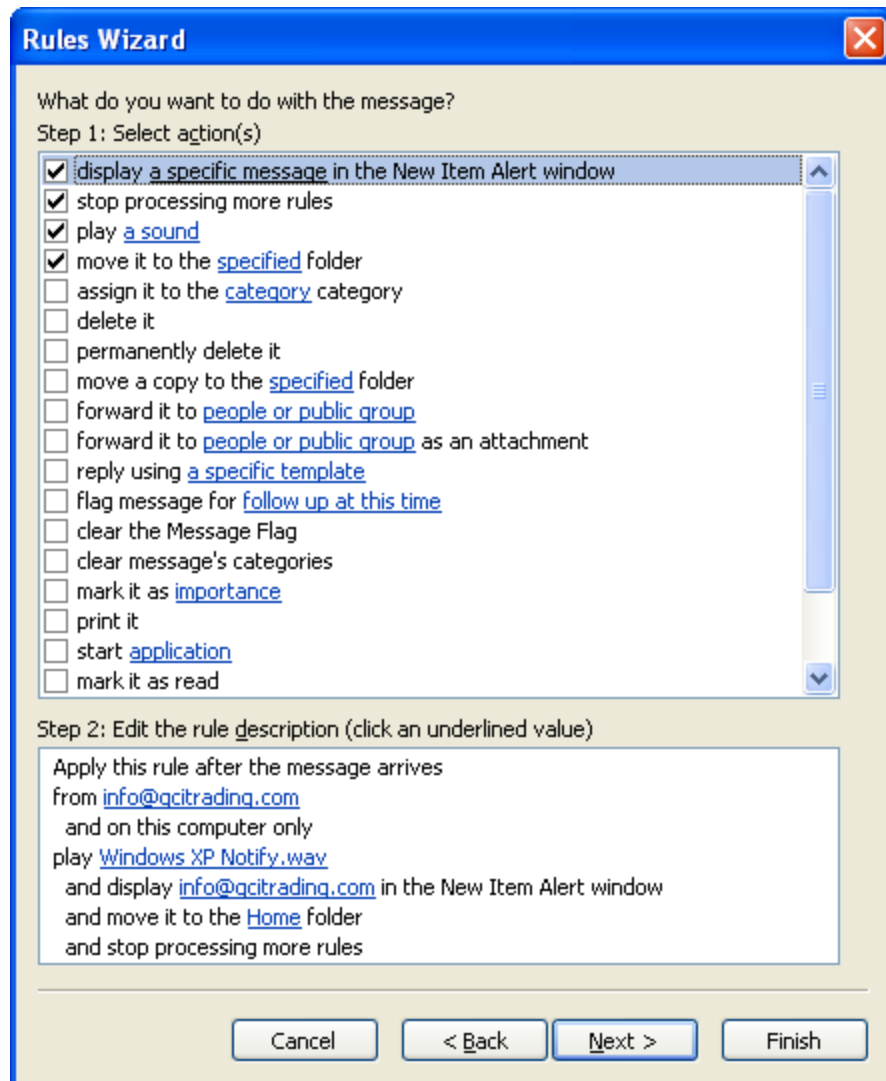 Rules Wizard
What do you want to do with the message?
Step 1: Select action(s)
display a specific message in the New Item Alert window
stop processing more rules
play a sound
move it to the specified folder
assign it to the category category
delete it
permanently delete it
move a copy to the specified folder
forward it to people or public group
forward it to people or public group as an attachment
reply using a specific template
flag message for follow up at this time
clear the Message Flag
clear message's categories
mark it as importance
print it
start application
mark it as read
Step 2: Edit the rule description (click an underlined value)
Apply this rule after the message arrives
from info@gcitrading.com
and on this computer only
play Windows XP Notify.wav
and display info@gcitrading.com in the New Item Alert window
and move it to the Home folder
and stop processing more rules
Cancel
< Back
Next >
Finish